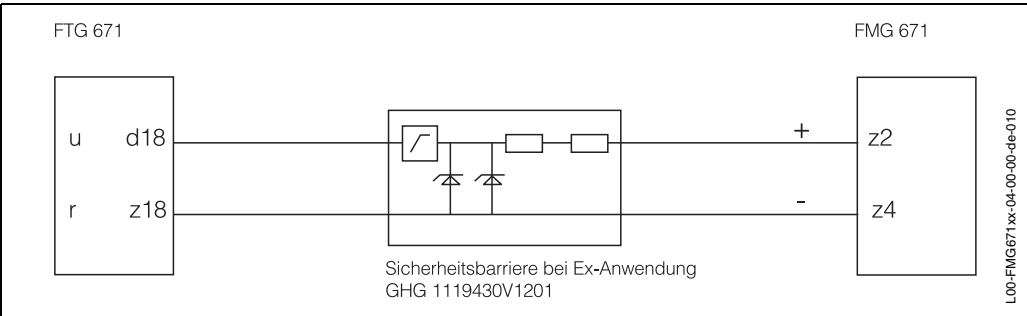 FTG 671
FMG 671
u d18
+
z2
r z18
-
z4
Sicherheitsbarriere bei Ex-Anwendung
GHG 1119430V1201
L00-FMG671xx-04-00-00-de-010